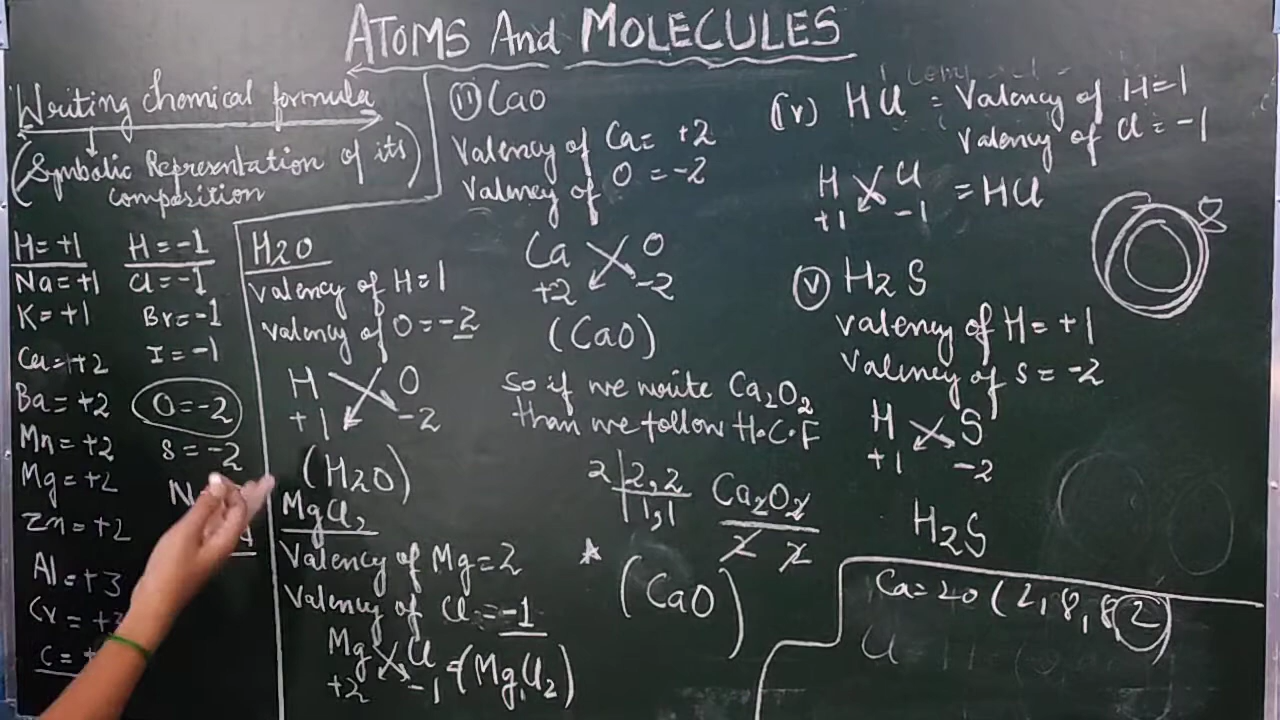 ATOMS And MOLECULES
Writing chemical formula
(Symbolic Representation of its)
composition
H = +1
Na = +1
K = +1
Ca = +2
Ba = +2
Mn = +2
Mg = +2
Zn = +2
Al = +3
Cr = +3
C = +
H = -1
Cl = -1
Br = -1
I = -1
O = -2
S = -2
N
H2O
Valency of H = 1
Valency of O = -2
H O
+1 -2
(H2O)
MgCl2
Valency of Mg = 2
Valency of Cl = -1
Mg Cl = (Mg1Cl2)
+2 -1
(ii) CaO
Valency of Ca = +2
Valency of O = -2
Ca O
+2 -2
(CaO)
So if we write Ca2O2
than we follow H.C.F
2 | 2, 2
1, 1
Ca2O2
2 2
(CaO)
(iv) HCl = Valency of H = 1
Valency of Cl = -1
H Cl = HCl
+1 -1
(v) H2S
Valency of H = +1
Valency of S = -2
H S
+1 -2
H2S
8
Ca = 20 (2, 8, 8, 2)